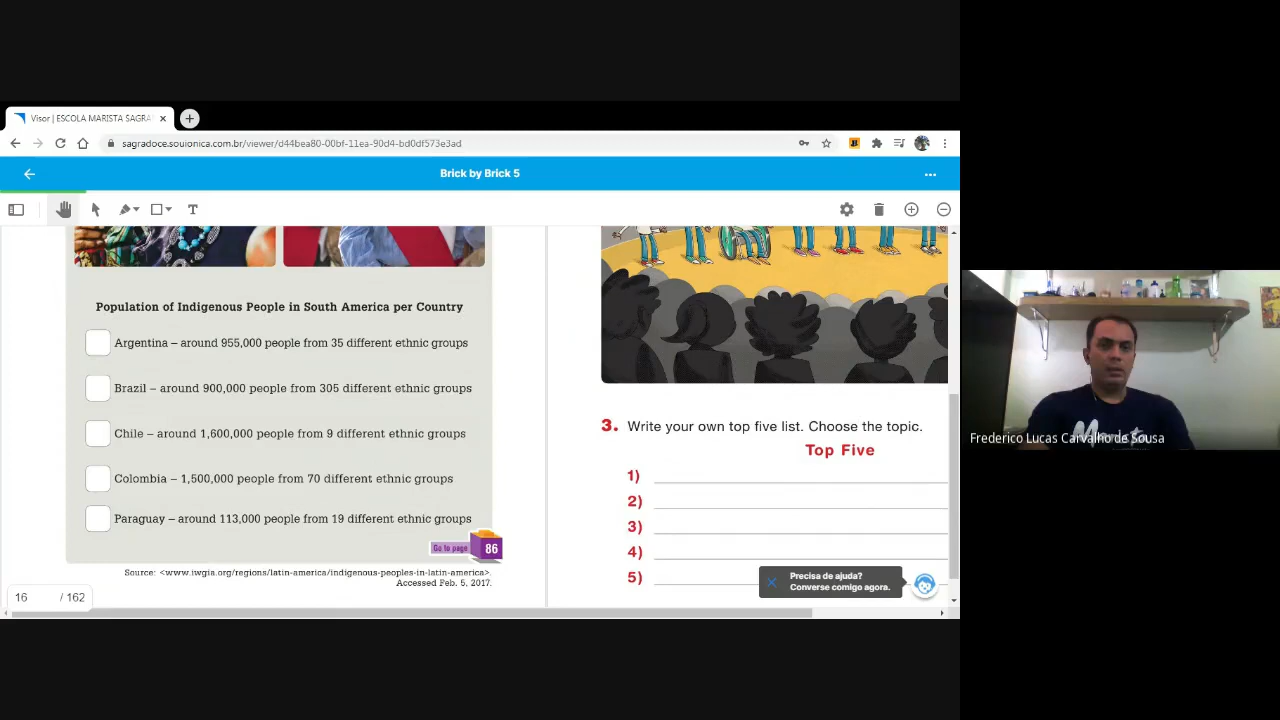 Visor | ESCOLA MARISTA SAGRA
sagradors.souionica.com.br/viewer/d44bea80-00bf-11ea-90d4-bd0df573e3ad
Brick by Brick 5
T
Population of Indigenous People in South America per Country
Argentina – around 955,000 people from 35 different ethnic groups
Brazil – around 900,000 people from 305 different ethnic groups
Chile – around 1,600,000 people from 9 different ethnic groups
Colombia – 1,500,000 people from 70 different ethnic groups
Paraguay – around 113,000 people from 19 different ethnic groups
Go to page 86
Source: <www.iwgia.org/regions/latin-america/indigenous-peoples-in-latin-america>.
Accessed Feb. 5, 2017.
16 / 162
3. Write your own top five list. Choose the topic.
Top Five
1)
2)
3)
4)
5)
Precisa de ajuda?
Converse comigo agora.
Frederico Lucas Carvalho de Sousa